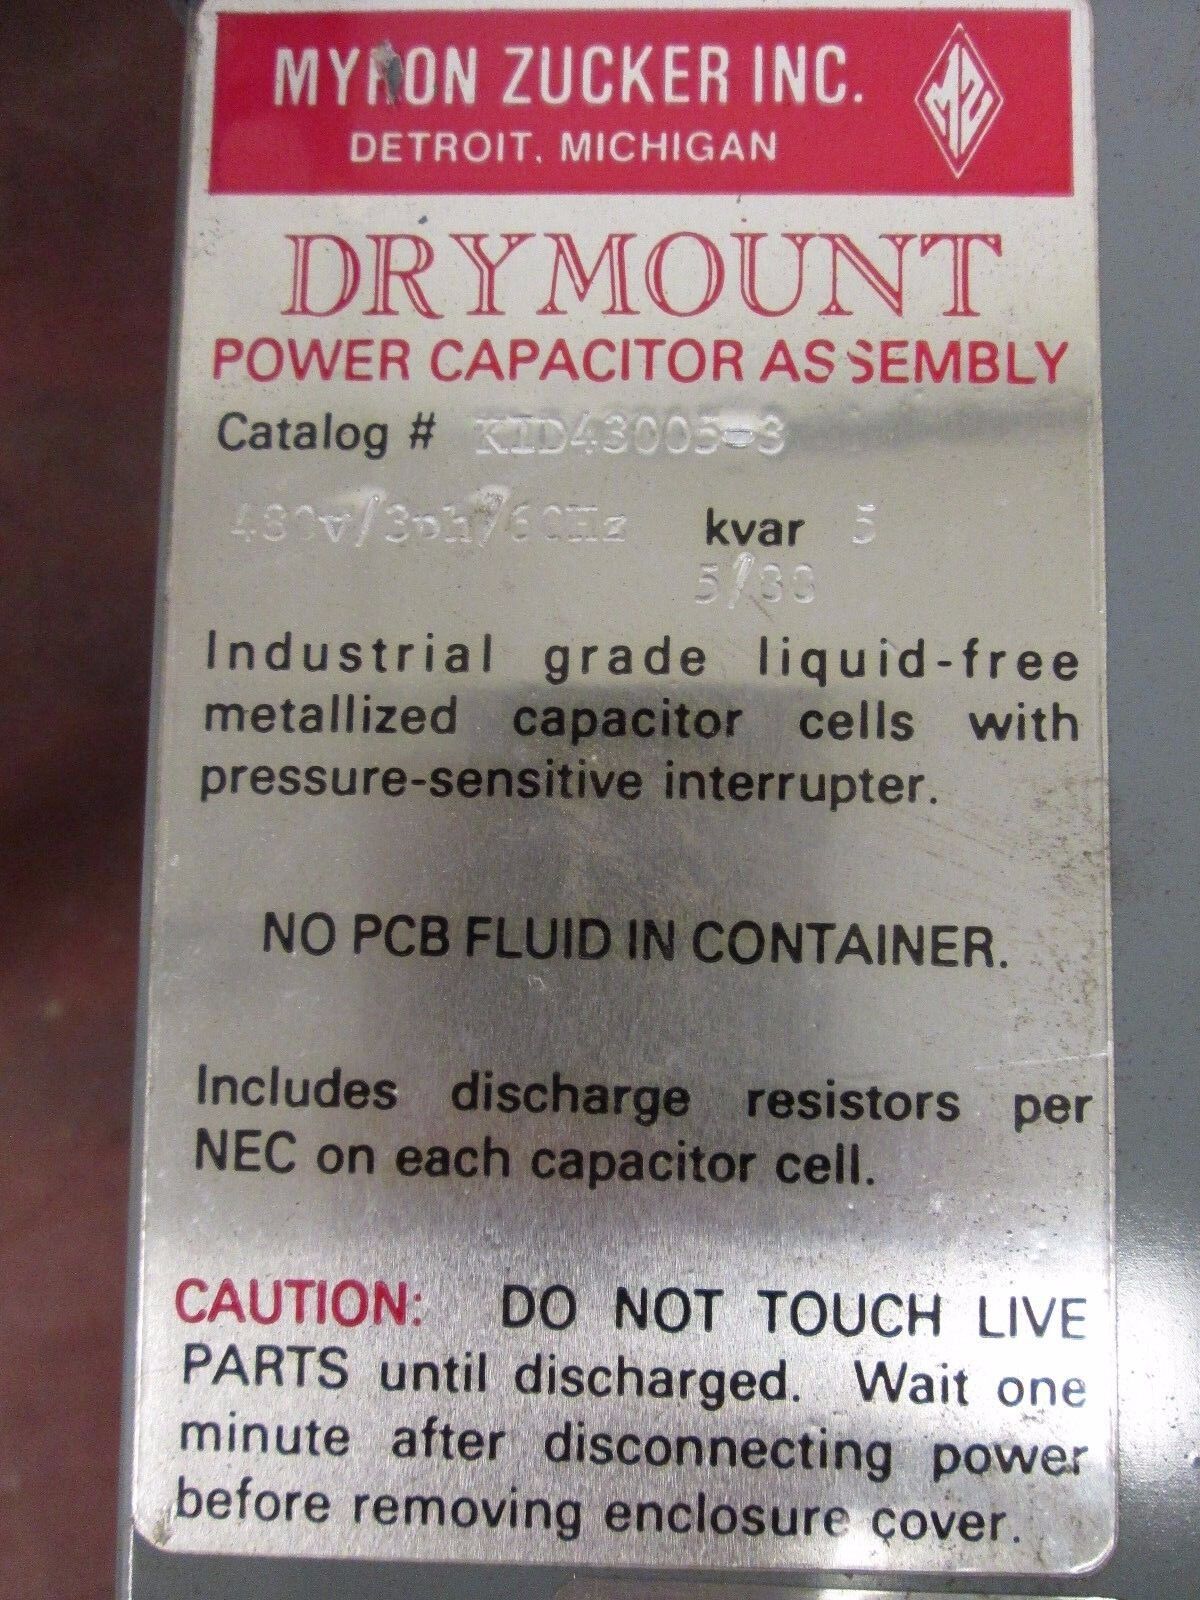 MYRON ZUCKER INC.
MZ
DETROIT, MICHIGAN
DRYMOUNT
POWER CAPACITOR ASSEMBLY
Catalog # KID43005-3
480v/3ph/60Hz kvar 5
5/88
Industrial grade liquid-free
metallized capacitor cells with
pressure-sensitive interrupter.
NO PCB FLUID IN CONTAINER.
Includes discharge resistors per
NEC on each capacitor cell.
CAUTION: DO NOT TOUCH LIVE
PARTS until discharged. Wait one
minute after disconnecting power
before removing enclosure cover.